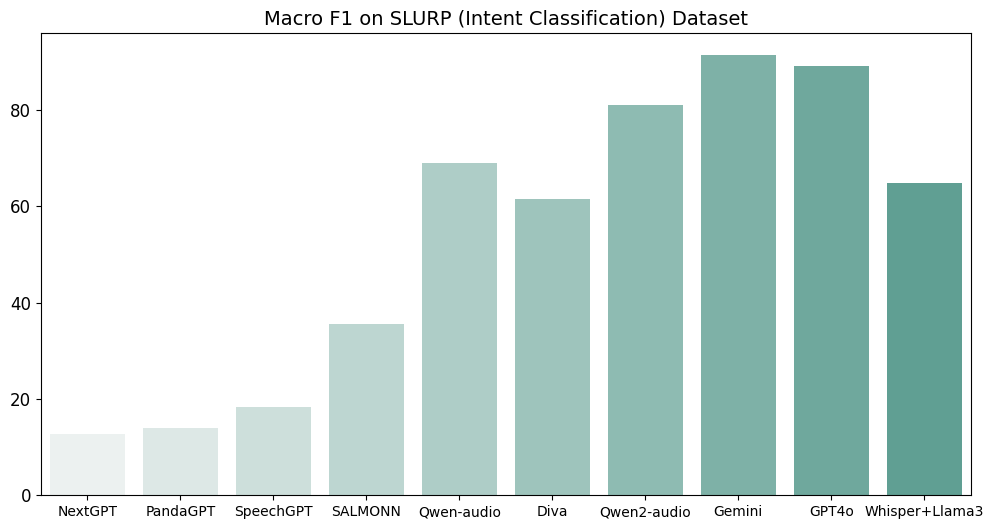 Macro F1 on SLURP (Intent Classification) Dataset
80
60
40
20
0
NextGPT PandaGPT SpeechGPT SALMONN Qwen-audio Diva Qwen2-audio Gemini GPT4o Whisper+Llama3